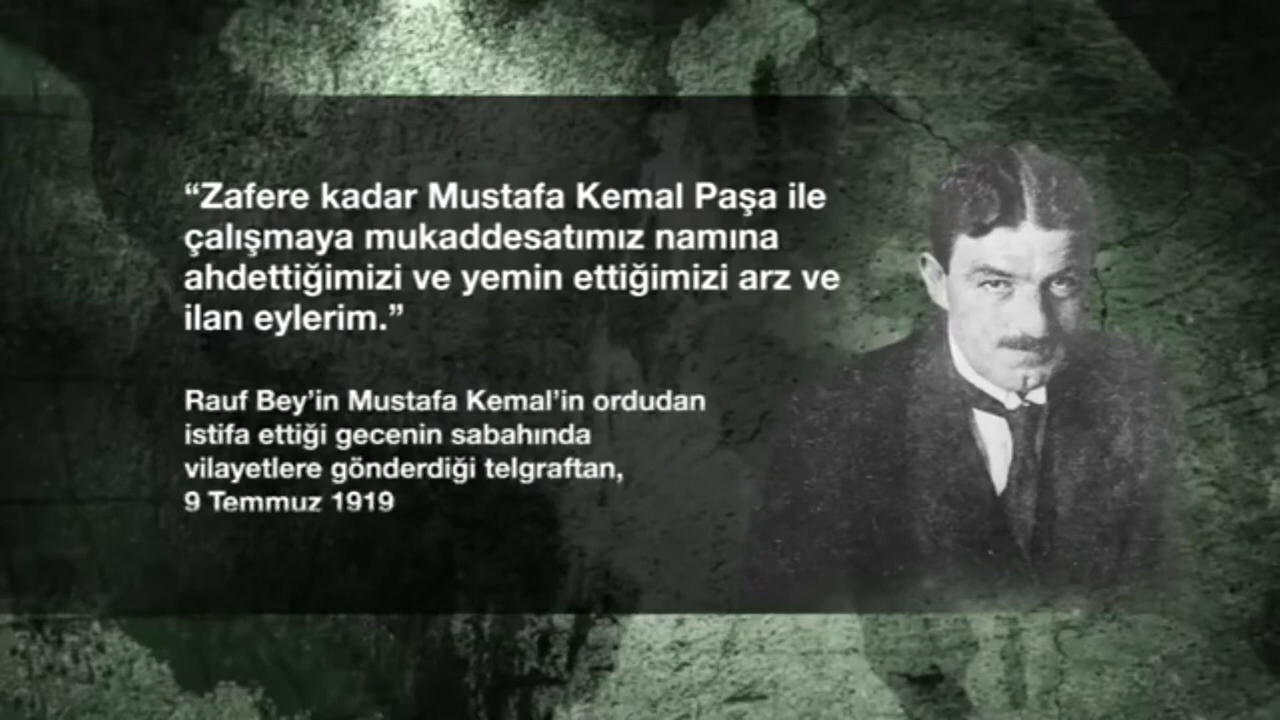 “Zafere kadar Mustafa Kemal Paşa ile
çalışmaya mukaddesatımız namına
ahdettiğimizi ve yemin ettiğimizi arz ve
ilan eylerim.”
Rauf Bey’in Mustafa Kemal’in ordudan
istifa ettiği gecenin sabahında
vilayetlere gönderdiği telgraftan,
9 Temmuz 1919